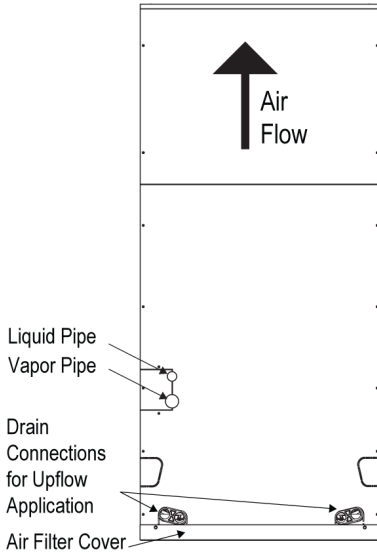 Air
Flow
Liquid Pipe
Vapor Pipe
Drain
Connections
for Upflow
Application
Air Filter Cover